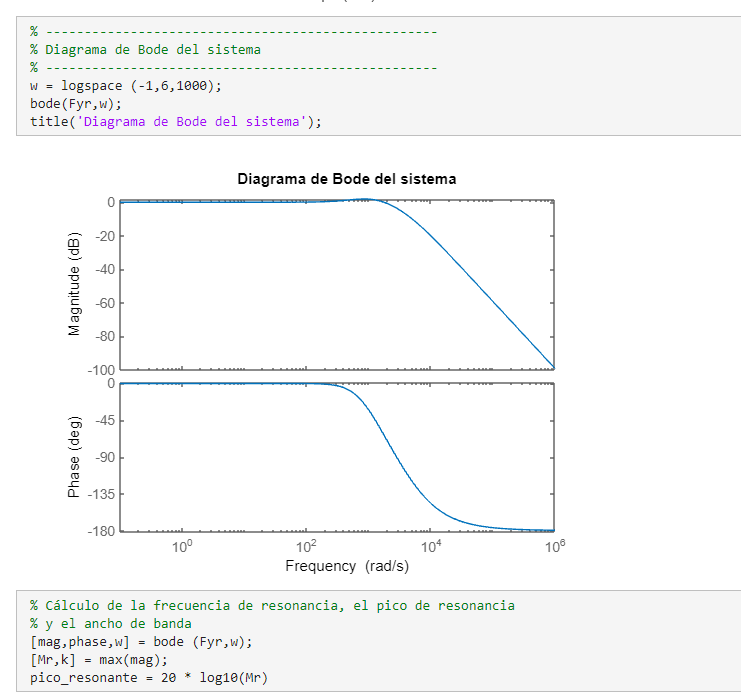 % ---------------------------------------------------
% Diagrama de Bode del sistema
% ---------------------------------------------------
w = logspace (-1,6,1000);
bode(Fyr,w);
title('Diagrama de Bode del sistema');
Diagrama de Bode del sistema
Magnitude (dB)
0
-20
-40
-60
-80
-100
Phase (deg)
0
-45
-90
-135
-180
10^0
10^2
10^4
10^6
Frequency (rad/s)
% Cálculo de la frecuencia de resonancia, el pico de resonancia
% y el ancho de banda
[mag,phase,w] = bode (Fyr,w);
[Mr,k] = max(mag);
pico_resonante = 20 * log10(Mr)